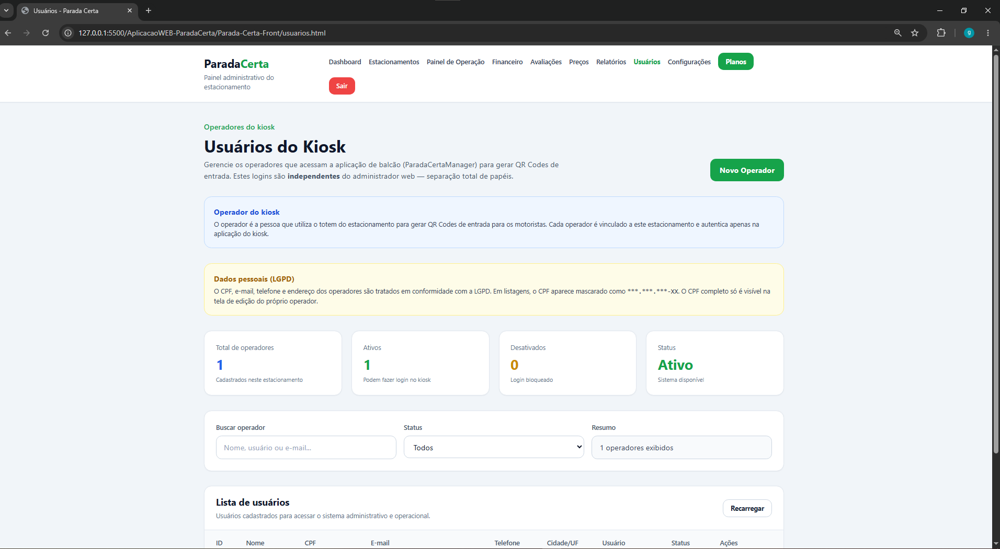 Usuários - Parada Certa
127.0.0.1:5500/AplicacaoWEB-ParadaCerta/Parada-Certa-Front/usuarios.html
g
ParadaCerta
Painel administrativo do
estacionamento
Dashboard Estacionamentos Painel de Operação Financeiro Avaliações Preços Relatórios Usuários Configurações Planos
Sair
Operadores do kiosk
Usuários do Kiosk
Gerencie os operadores que acessam a aplicação de balcão (ParadaCertaManager) para gerar QR Codes de
entrada. Estes logins são independentes do administrador web — separação total de papéis.
Novo Operador
Operador do kiosk
O operador é a pessoa que utiliza o totem do estacionamento para gerar QR Codes de entrada para os motoristas. Cada operador é vinculado a este estacionamento e autentica apenas na
aplicação do kiosk.
Dados pessoais (LGPD)
O CPF, e-mail, telefone e endereço dos operadores são tratados em conformidade com a LGPD. Em listagens, o CPF aparece mascarado como ***.***.***-XX. O CPF completo só é visível na
tela de edição do próprio operador.
Total de operadores
1
Cadastrados neste estacionamento
Ativos
1
Podem fazer login no kiosk
Desativados
0
Login bloqueado
Status
Ativo
Sistema disponível
Buscar operador
Nome, usuário ou e-mail...
Status
Todos
Resumo
1 operadores exibidos
Lista de usuários
Usuários cadastrados para acessar o sistema administrativo e operacional.
Recarregar
ID Nome CPF E-mail Telefone Cidade/UF Usuário Status Ações